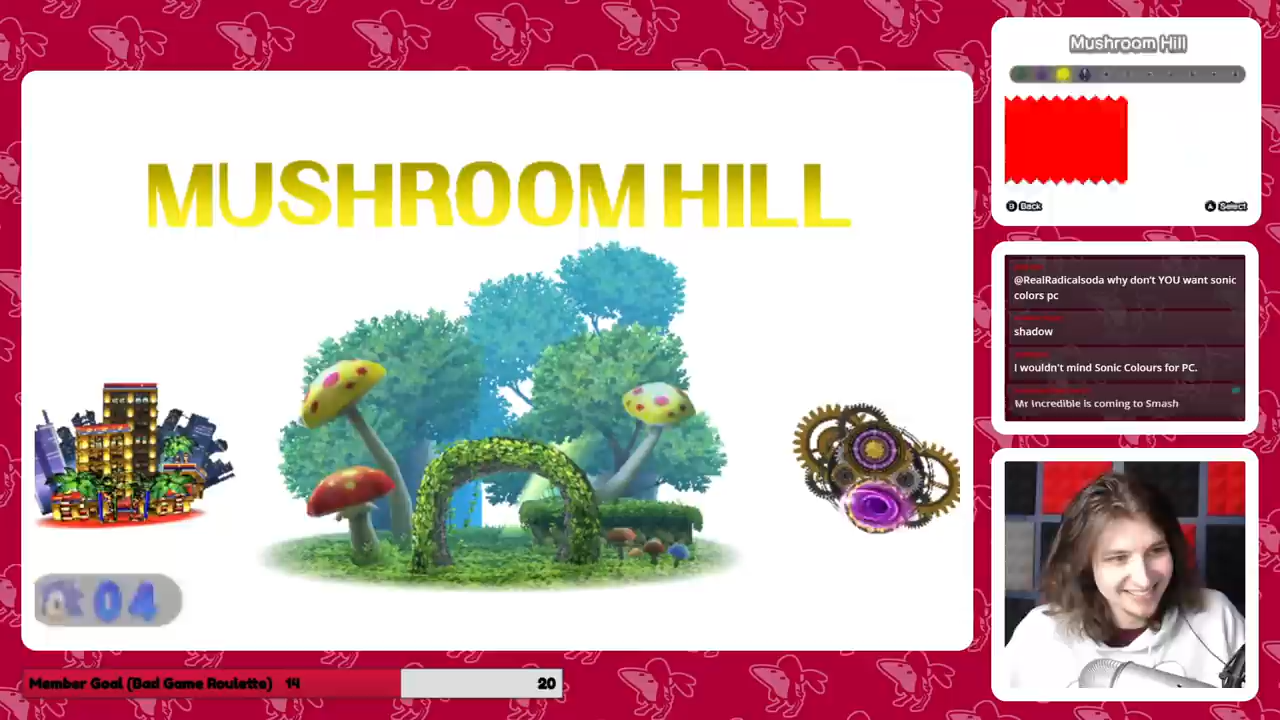 MUSHROOM HILL
04
Member Goal (Bad Game Roulette) 14 20
Mushroom Hill
B Back A Select
@RealRadicalsoda why don't YOU want sonic
colors pc
shadow
I wouldn't mind Sonic Colours for PC.
Mr incredible is coming to Smash